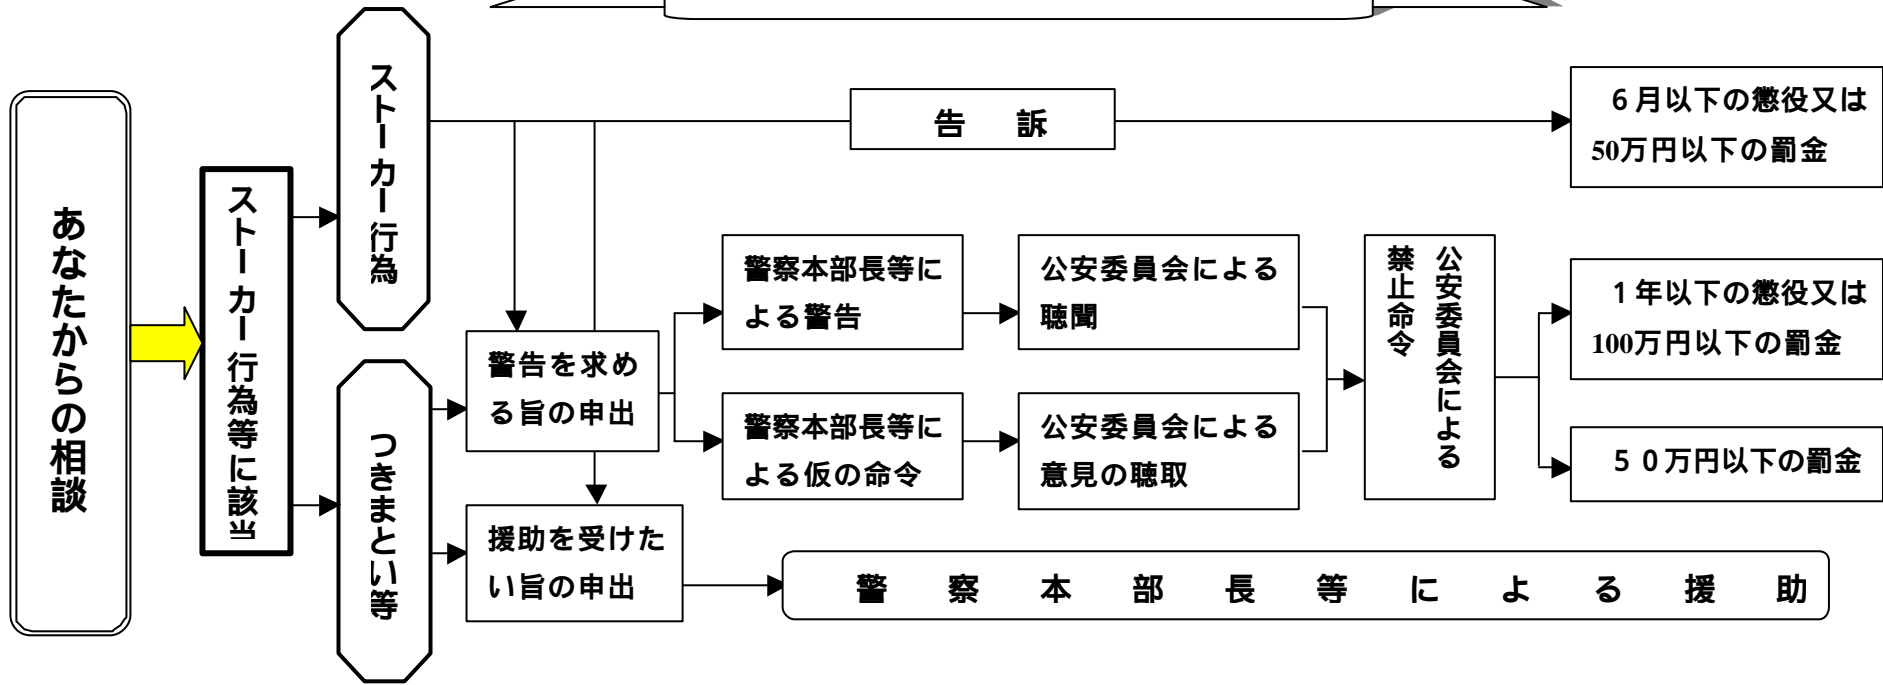 あなたからの相談
ストーカー行為等に該当
ストーカー行為
つきまとい等
告　訴
６月以下の懲役又は
50万円以下の罰金
警告を求め
る旨の申出
警察本部長等に
よる警告
公安委員会による
聴聞
警察本部長等に
よる仮の命令
公安委員会による
意見の聴取
公安委員会による
禁止命令
１年以下の懲役又は
100万円以下の罰金
５０万円以下の罰金
援助を受けた
い旨の申出
警察本部長等による援助